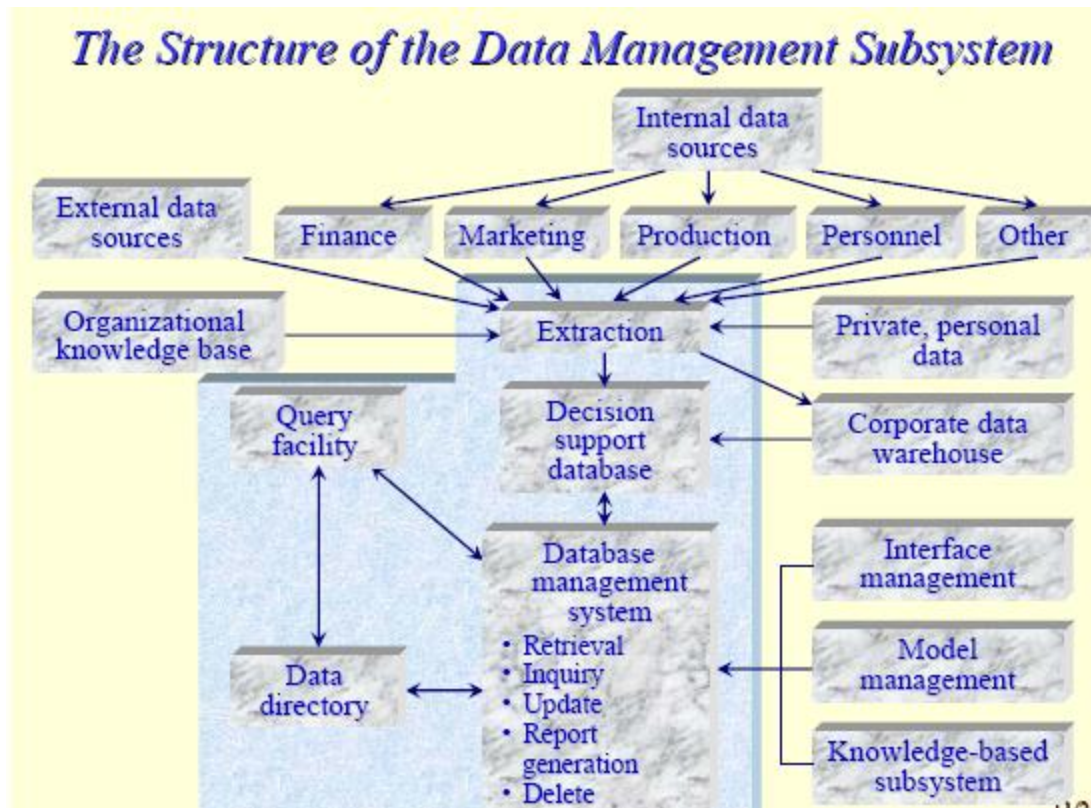 The Structure of the Data Management Subsystem
Internal data
sources
External data
sources
Finance
Marketing
Production
Personnel
Other
Organizational
knowledge base
Extraction
Private, personal
data
Query
facility
Decision
support
database
Corporate data
warehouse
Database
management
system
• Retrieval
• Inquiry
• Update
• Report
generation
• Delete
Interface
management
Data
directory
Model
management
Knowledge-based
subsystem